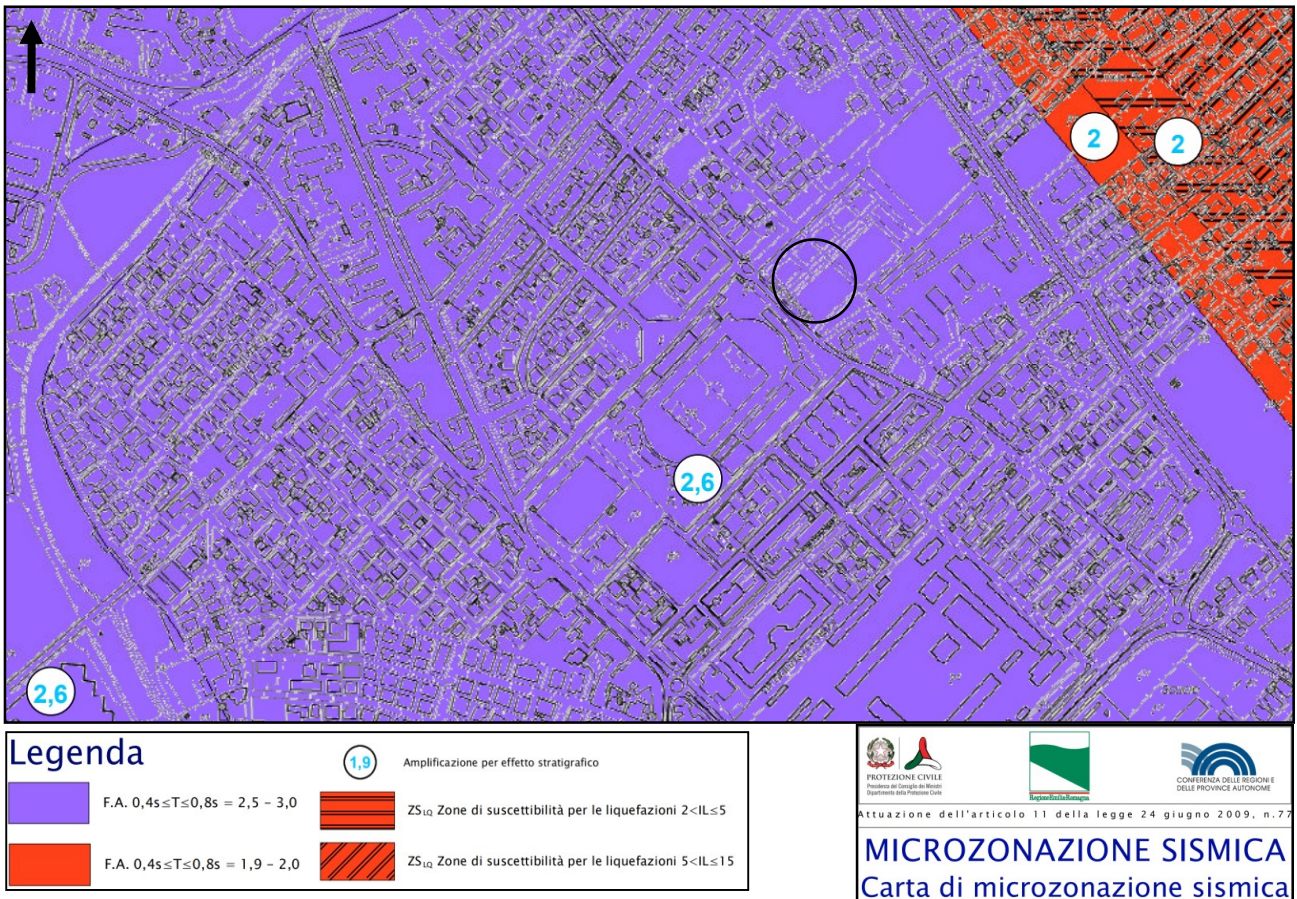 2
2
2,6
2,6
Legenda
F.A. 0,4s≤T≤0,8s = 2,5 - 3,0
F.A. 0,4s≤T≤0,8s = 1,9 - 2,0
1,9 Amplificazione per effetto stratigrafico
ZSLQ Zone di suscettibilità per le liquefazioni 2<IL≤5
ZSLQ Zone di suscettibilità per le liquefazioni 5<IL≤15
PROTEZIONE CIVILE
Presidenza del Consiglio dei Ministri
Dipartimento della Protezione Civile
RegioneEmiliaRomagna
CONFERENZA DELLE REGIONI E
DELLE PROVINCE AUTONOME
Attuazione dell'articolo 11 della legge 24 giugno 2009, n.77
MICROZONAZIONE SISMICA
Carta di microzonazione sismica